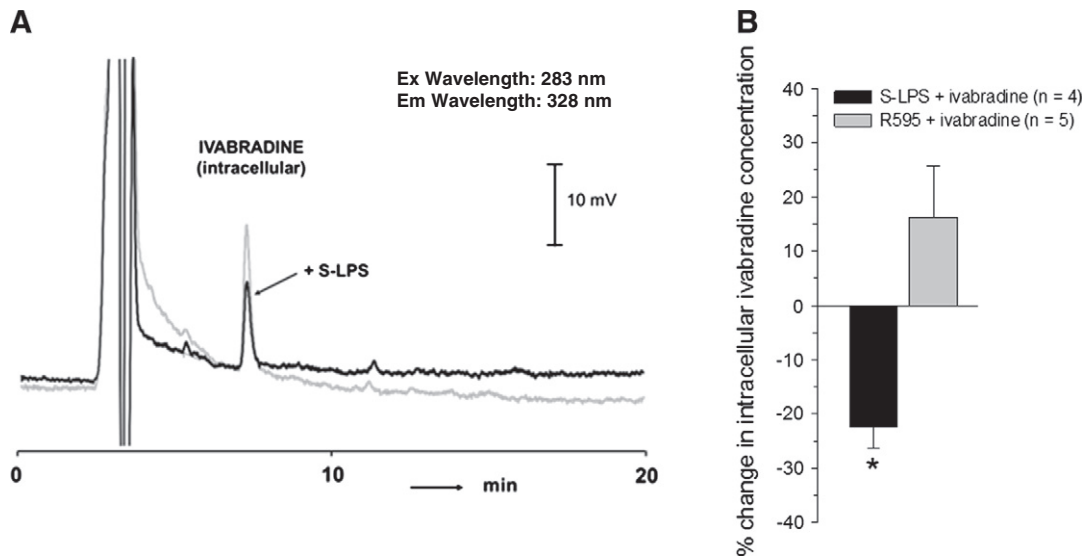 A
Ex Wavelength: 283 nm
Em Wavelength: 328 nm
IVABRADINE
(intracellular)
10 mV
+ S-LPS
0
10
20
min
B
% change in intracellular ivabradine concentration
40
30
20
10
0
-10
-20
-30
-40
S-LPS + ivabradine (n = 4)
R595 + ivabradine (n = 5)
*